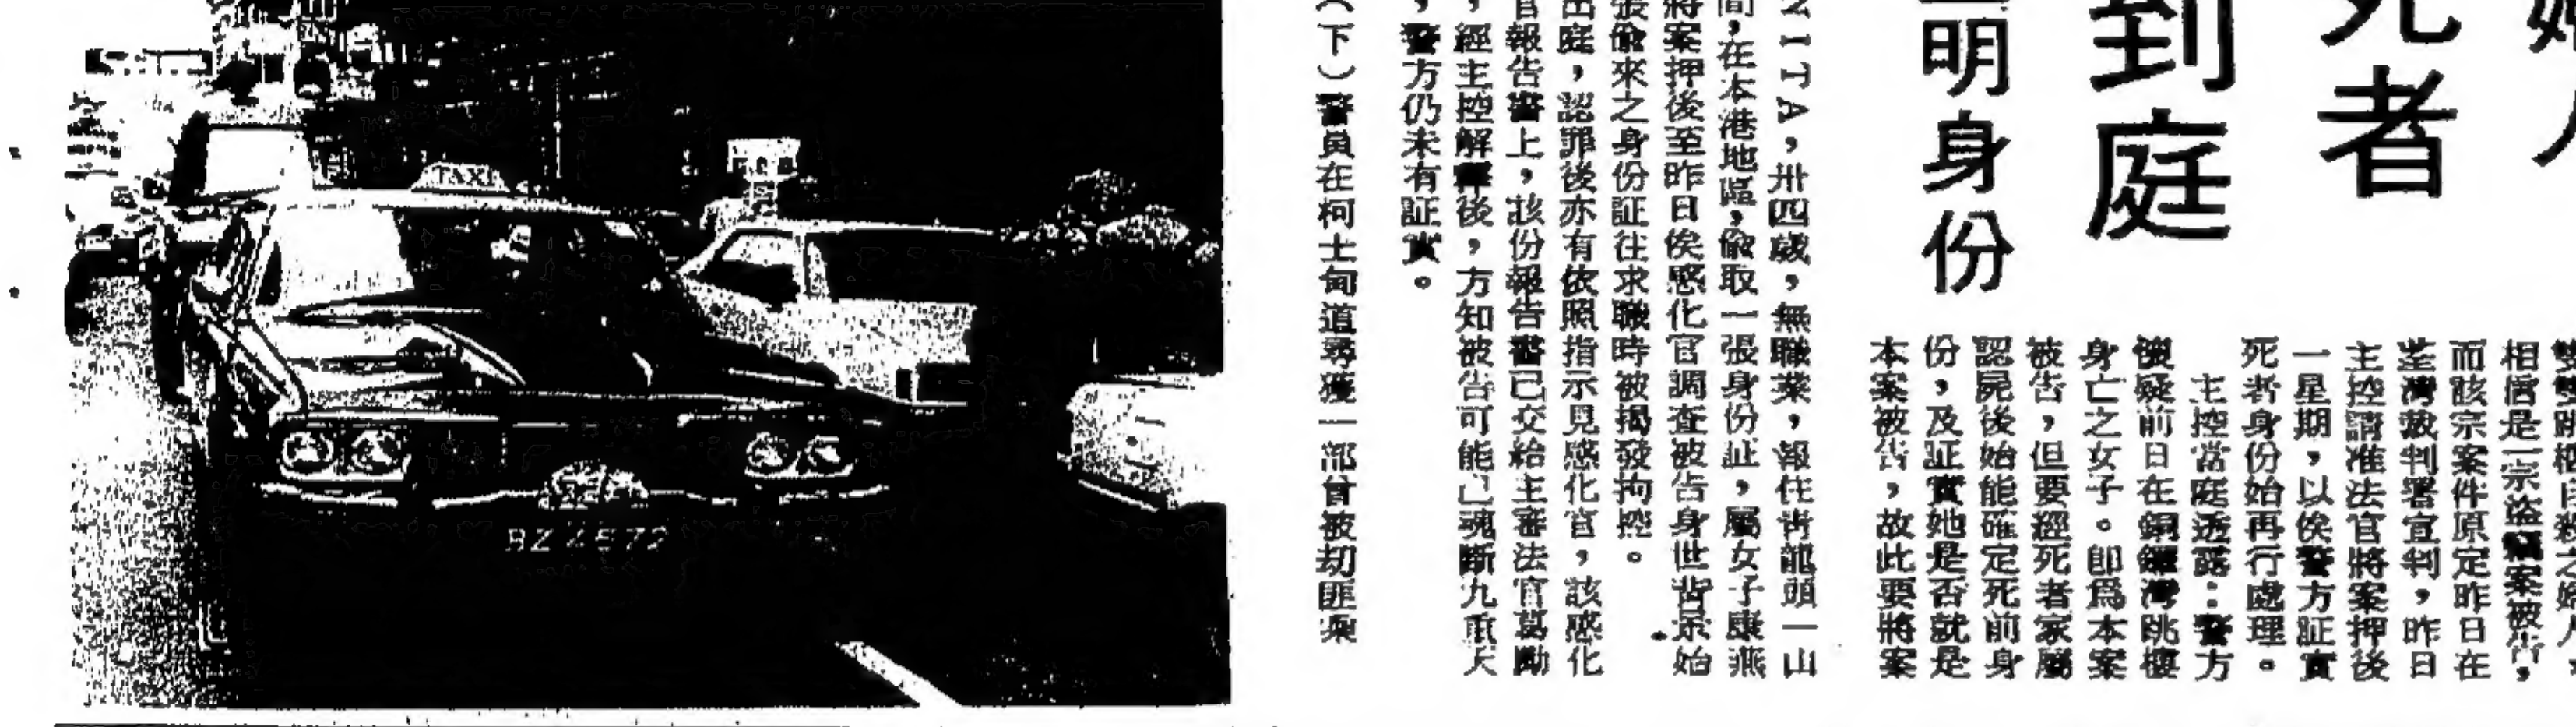 者
到庭
明身份
相信是一宗盜竊案被告,
而該宗案件原定昨日在
荃灣裁判署宣判,昨日
主控請准法官將案押後
一星期,以俟警方証實
死者身份始再行處理。
主控當庭透露:警方
懷疑前日在銅鑼灣跳樓
身亡之女子。即爲本案
被告,但要經死者家屬
認屍後始能確定死前身
份,及証實她是否就是
本案被告,故此要將案
NITA,卅四歲,無職業,報住青龍頭一山
間,在本港地區,偷取一張身份証,屬女子康燕
將案押後至昨日俟感化官調查被告身世背景始
張偷來之身份証往求職時被揭發拘控。
出庭,認罪後亦有依照指示見感化官,該感化
官報告書上,該份報告書已交給主審法官葛勵
,經主控解釋後,方知被告可能已魂斷九重天
,警方仍未有証實。
(下)警員在柯士甸道尋獲一部曾被刧匪乘
TAXI